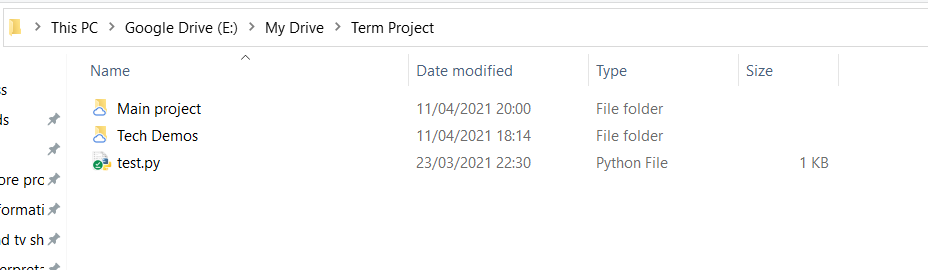 This PC > Google Drive (E:) > My Drive > Term Project
Name Date modified Type Size
Main project 11/04/2021 20:00 File folder
Tech Demos 11/04/2021 18:14 File folder
test.py 23/03/2021 22:30 Python File 1 KB
ss
ds
ore pro
formati
d tv sh